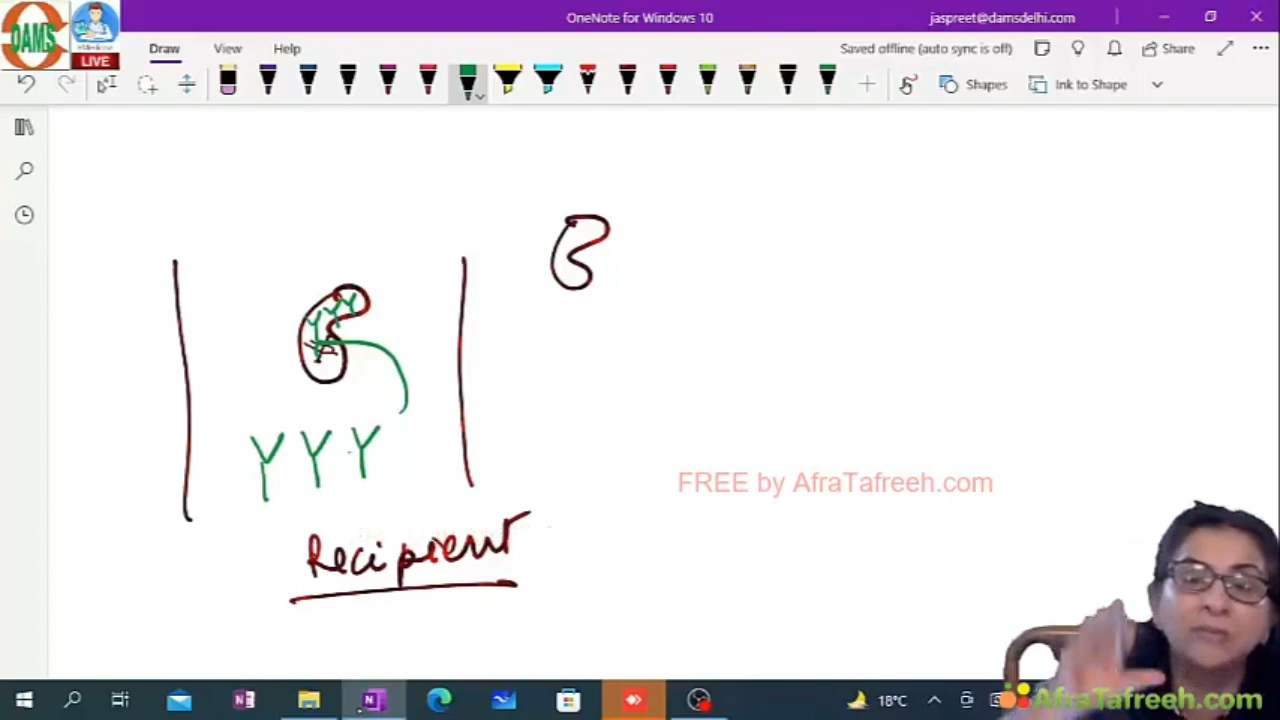 DAMS
eMedicoz
LIVE
OneNote for Windows 10
jaspreet@damsdelhi.com
Draw View Help
Saved offline (auto sync is off)
Share
Shapes
Ink to Shape
Y Y Y
Y Y Y
Recipient
FREE by AfraTafreeh.com
18°C
AfraTafreeh.com